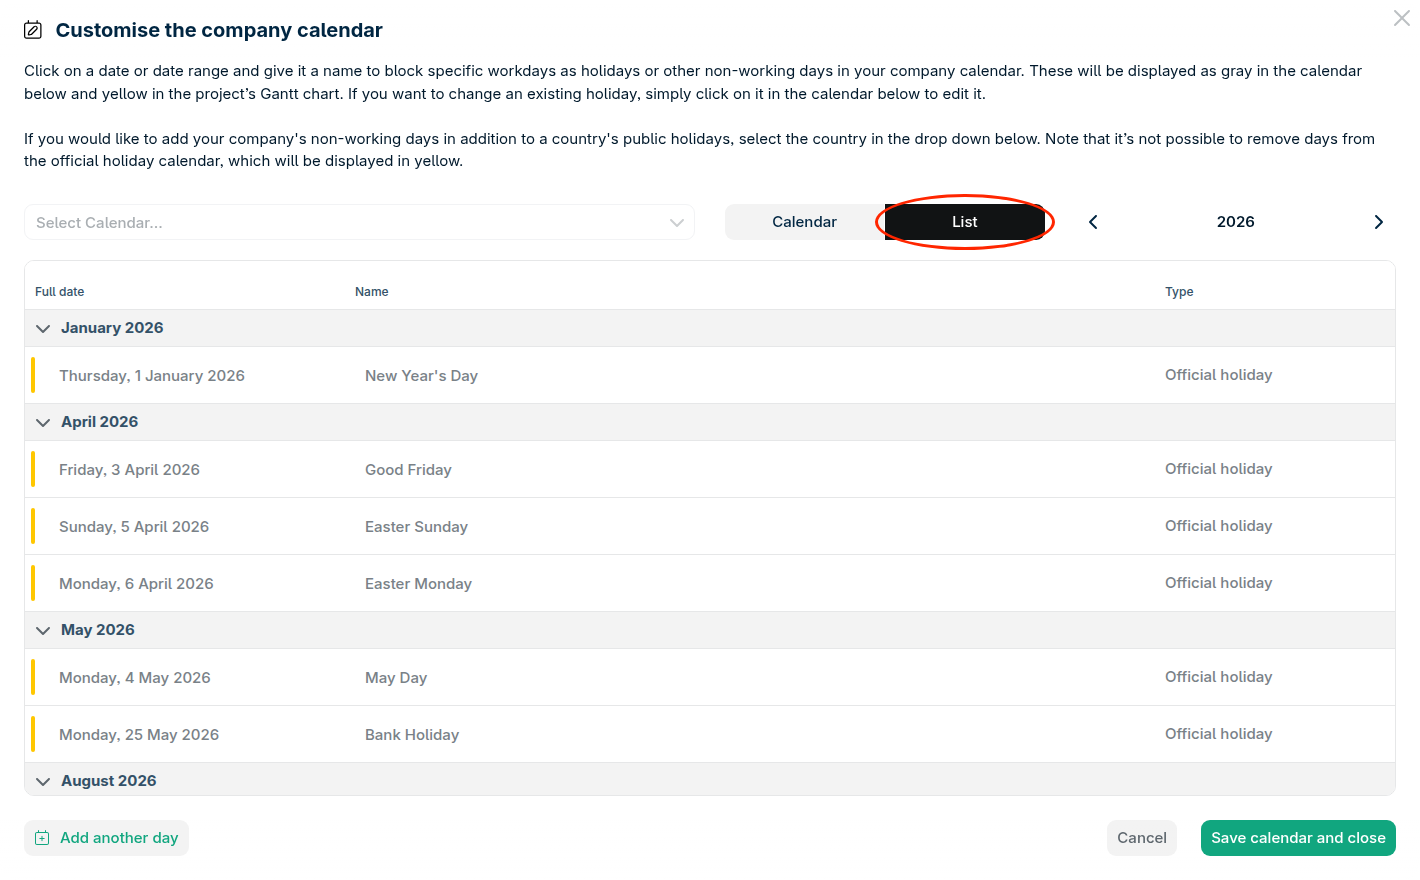 Customise the company calendar
Click on a date or date range and give it a name to block specific workdays as holidays or other non-working days in your company calendar. These will be displayed as gray in the calendar
below and yellow in the project’s Gantt chart. If you want to change an existing holiday, simply click on it in the calendar below to edit it.
If you would like to add your company's non-working days in addition to a country's public holidays, select the country in the drop down below. Note that it’s not possible to remove days from
the official holiday calendar, which will be displayed in yellow.
Select Calendar... Calendar List 2026
Full date Name Type
January 2026
Thursday, 1 January 2026 New Year's Day Official holiday
April 2026
Friday, 3 April 2026 Good Friday Official holiday
Sunday, 5 April 2026 Easter Sunday Official holiday
Monday, 6 April 2026 Easter Monday Official holiday
May 2026
Monday, 4 May 2026 May Day Official holiday
Monday, 25 May 2026 Bank Holiday Official holiday
August 2026
Add another day Cancel Save calendar and close